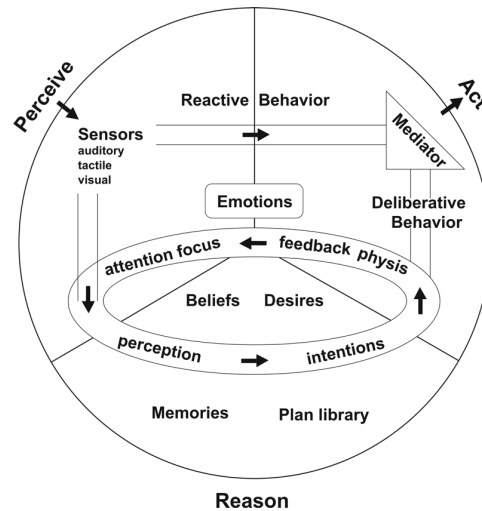 Perceive
Act
Reactive Behavior
Sensors
auditory
tactile
visual
Mediator
Emotions
Deliberative
Behavior
attention focus
feedback physis
Beliefs
Desires
perception
intentions
Memories
Plan library
Reason